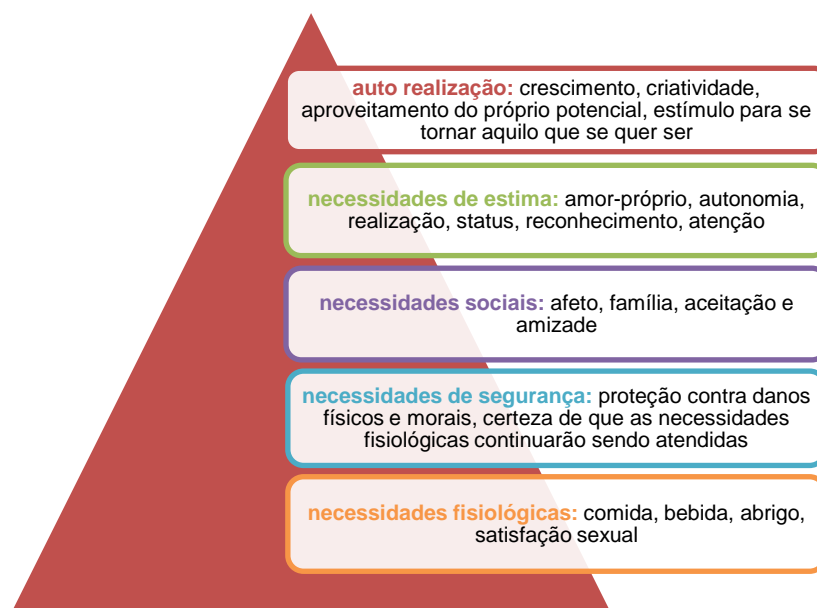 auto realização: crescimento, criatividade,
aproveitamento do próprio potencial, estímulo para se
tornar aquilo que se quer ser
necessidades de estima: amor-próprio, autonomia,
realização, status, reconhecimento, atenção
necessidades sociais: afeto, família, aceitação e
amizade
necessidades de segurança: proteção contra danos
físicos e morais, certeza de que as necessidades
fisiológicas continuarão sendo atendidas
necessidades fisiológicas: comida, bebida, abrigo,
satisfação sexual